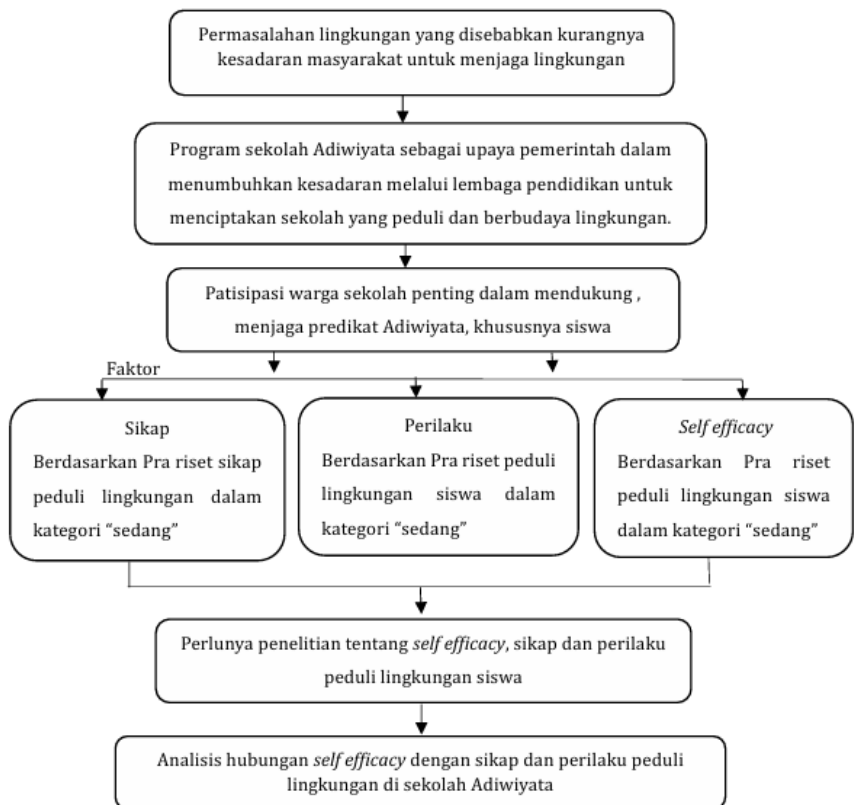 Permasalahan lingkungan yang disebabkan kurangnya
kesadaran masyarakat untuk menjaga lingkungan
Program sekolah Adiwiyata sebagai upaya pemerintah dalam
menumbuhkan kesadaran melalui lembaga pendidikan untuk
menciptakan sekolah yang peduli dan berbudaya lingkungan.
Patisipasi warga sekolah penting dalam mendukung ,
menjaga predikat Adiwiyata, khususnya siswa
Faktor
Sikap
Berdasarkan Pra riset sikap
peduli lingkungan dalam
kategori “sedang”
Perilaku
Berdasarkan Pra riset peduli
lingkungan siswa dalam
kategori “sedang”
Self efficacy
Berdasarkan Pra riset
peduli lingkungan siswa
dalam kategori “sedang”
Perlunya penelitian tentang self efficacy, sikap dan perilaku
peduli lingkungan siswa
Analisis hubungan self efficacy dengan sikap dan perilaku peduli
lingkungan di sekolah Adiwiyata